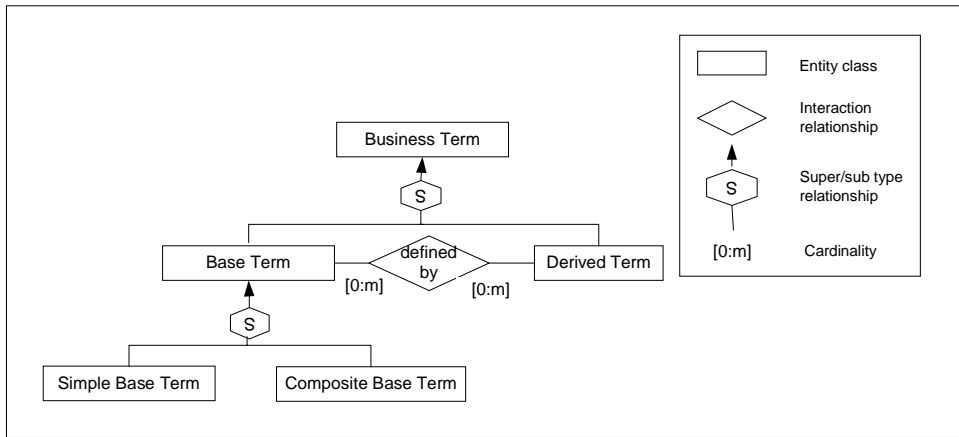 Business Term
S
Base Term
defined
by
Derived Term
[0:m]
[0:m]
S
Simple Base Term
Composite Base Term
Entity class
Interaction
relationship
S
Super/sub type
relationship
[0:m]
Cardinality